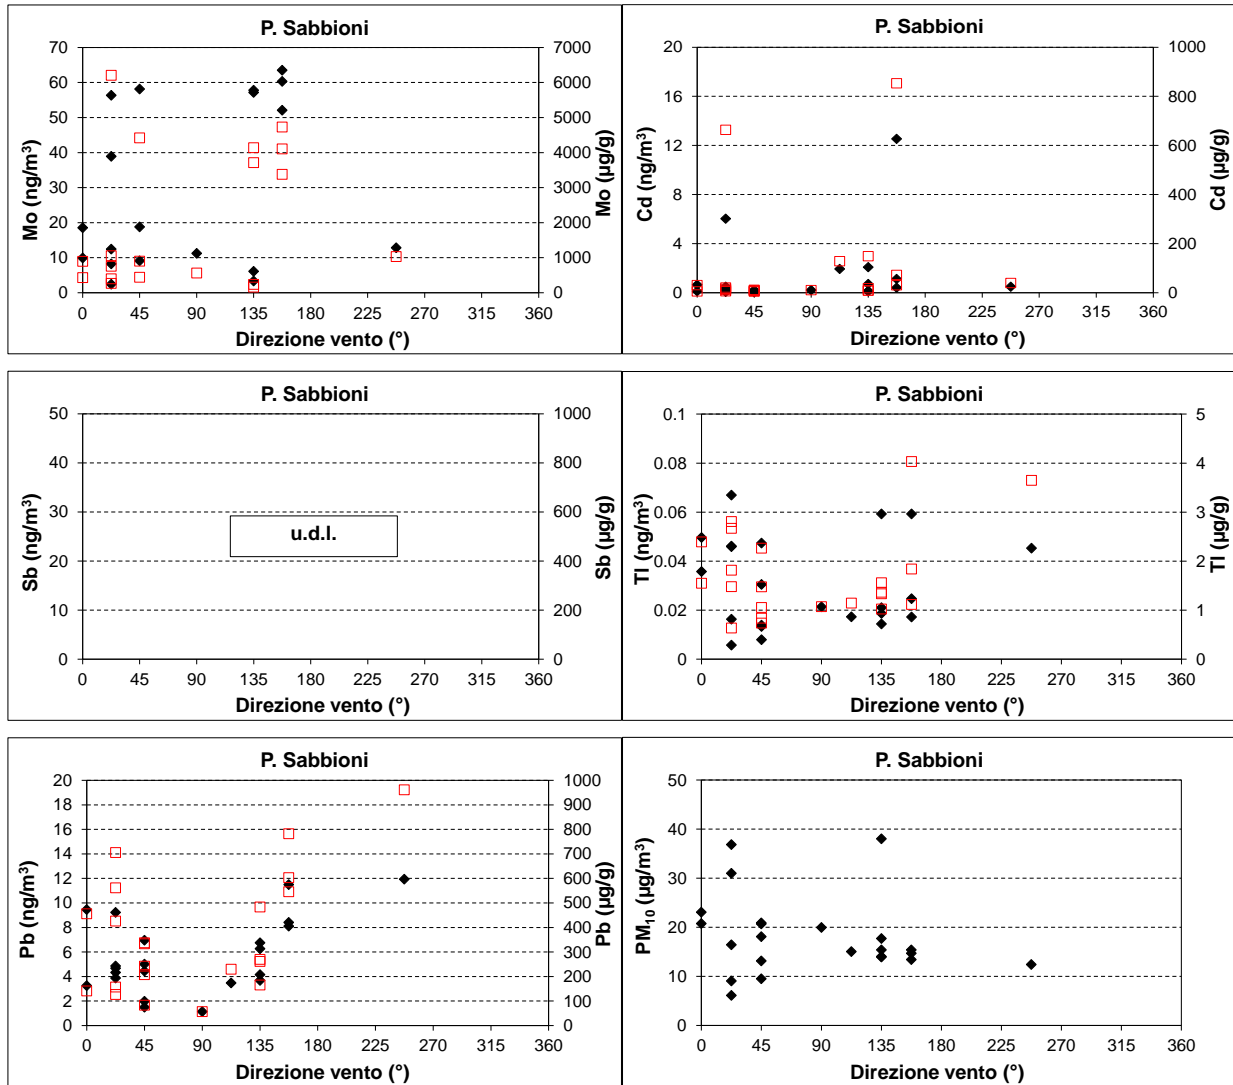 P. Sabbioni
70
60
50
40
30
20
10
0
Mo (ng/m³)
7000
6000
5000
4000
3000
2000
1000
0
Mo (µg/g)
0 45 90 135 180 225 270 315 360
Direzione vento (°)
P. Sabbioni
20
16
12
8
4
0
Cd (ng/m³)
1000
800
600
400
200
0
Cd (µg/g)
0 45 90 135 180 225 270 315 360
Direzione vento (°)
P. Sabbioni
50
40
30
20
10
0
Sb (ng/m³)
u.d.l.
1000
800
600
400
200
0
Sb (µg/g)
0 45 90 135 180 225 270 315 360
Direzione vento (°)
P. Sabbioni
0.1
0.08
0.06
0.04
0.02
0
Tl (ng/m³)
5
4
3
2
1
0
Tl (µg/g)
0 45 90 135 180 225 270 315 360
Direzione vento (°)
P. Sabbioni
20
18
16
14
12
10
8
6
4
2
0
Pb (ng/m³)
1000
900
800
700
600
500
400
300
200
100
0
Pb (µg/g)
0 45 90 135 180 225 270 315 360
Direzione vento (°)
P. Sabbioni
50
40
30
20
10
0
PM₁₀ (µg/m³)
0 45 90 135 180 225 270 315 360
Direzione vento (°)